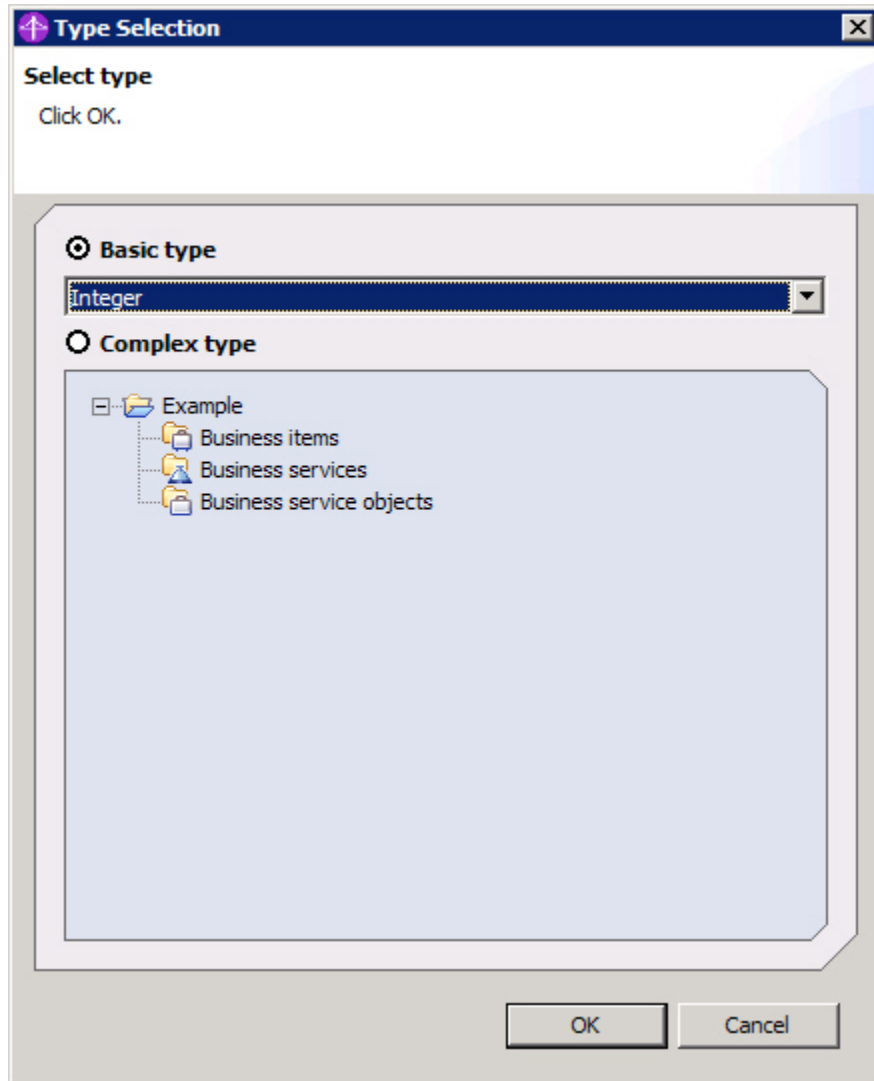 Type Selection
Select type
Click OK.
Basic type
Integer
Complex type
Example
Business items
Business services
Business service objects
OK
Cancel